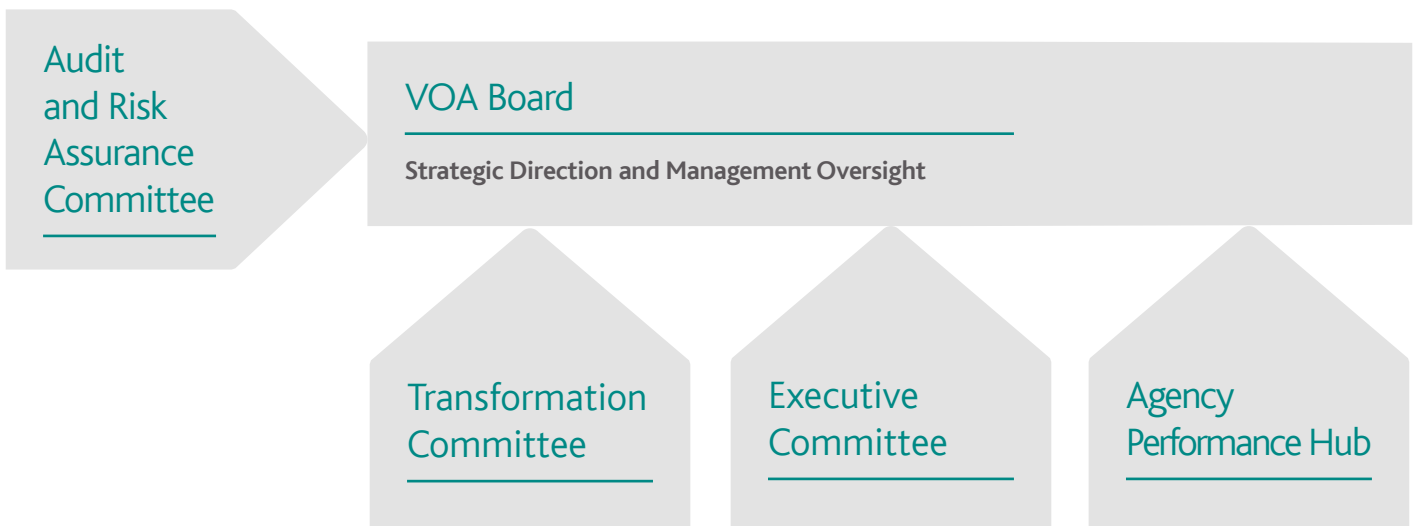 Audit
and Risk
Assurance
Committee
VOA Board
Strategic Direction and Management Oversight
Transformation
Committee
Executive
Committee
Agency
Performance Hub